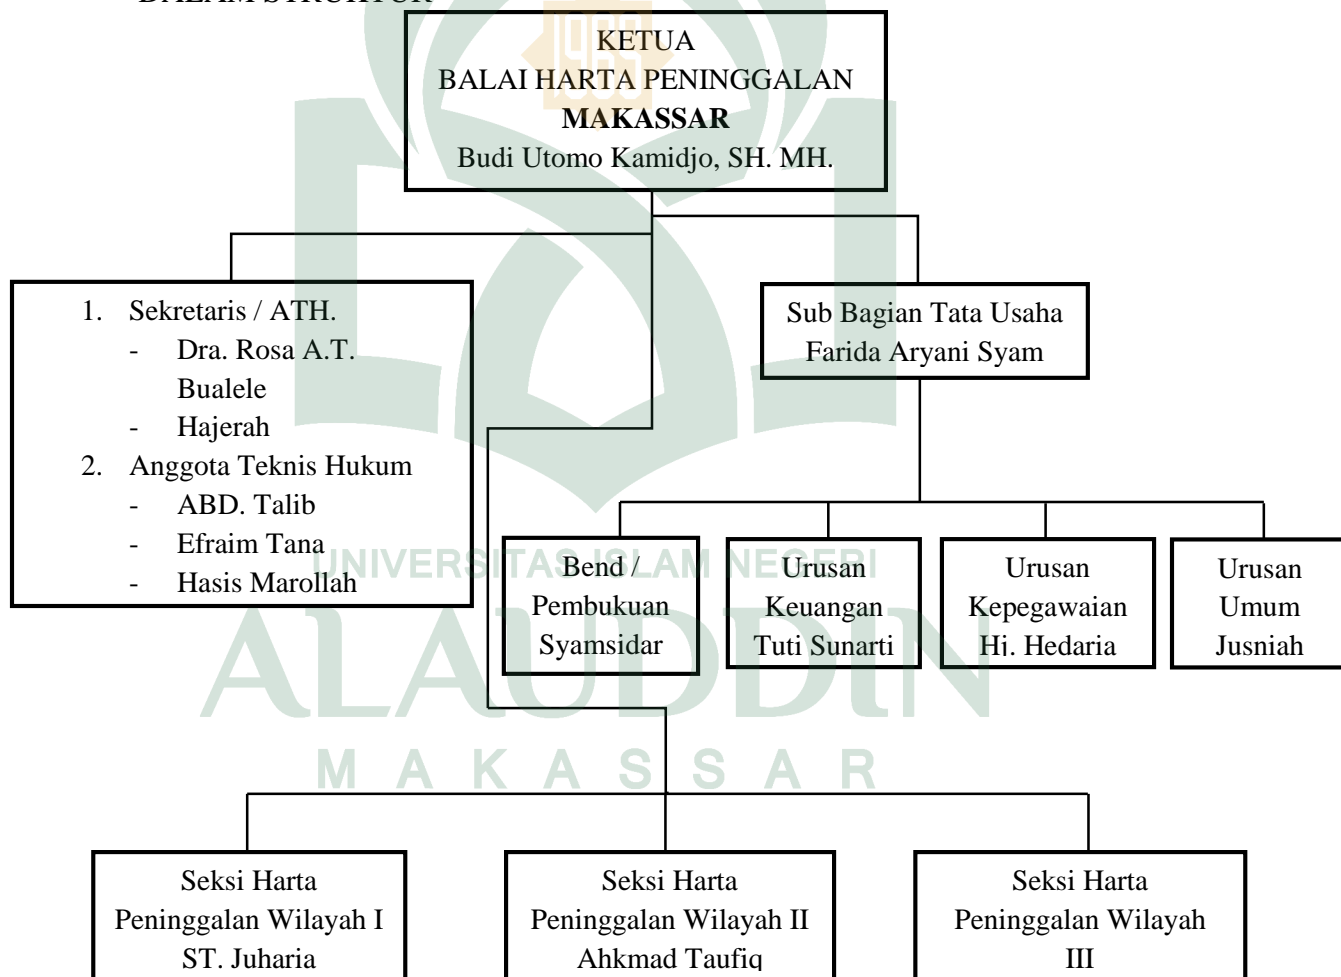 DALAM STRUKTUR
KETUA
BALAI HARTA PENINGGALAN
MAKASSAR
Budi Utomo Kamidjo, SH. MH.
1. Sekretaris / ATH.
- Dra. Rosa A.T.
Bualele
- Hajerah
2. Anggota Teknis Hukum
- ABD. Talib
- Efraim Tana
- Hasis Marollah
Sub Bagian Tata Usaha
Farida Aryani Syam
Bend /
Pembukuan
Syamsidar
Urusan
Keuangan
Tuti Sunarti
Urusan
Kepegawaian
Hj. Hedaria
Urusan
Umum
Jusniah
Seksi Harta
Peninggalan Wilayah I
ST. Juharia
Seksi Harta
Peninggalan Wilayah II
Ahkmad Taufiq
Seksi Harta
Peninggalan Wilayah
III
1965
UNIVERSITAS ISLAM NEGERI
ALAUDDIN
MAKASSAR